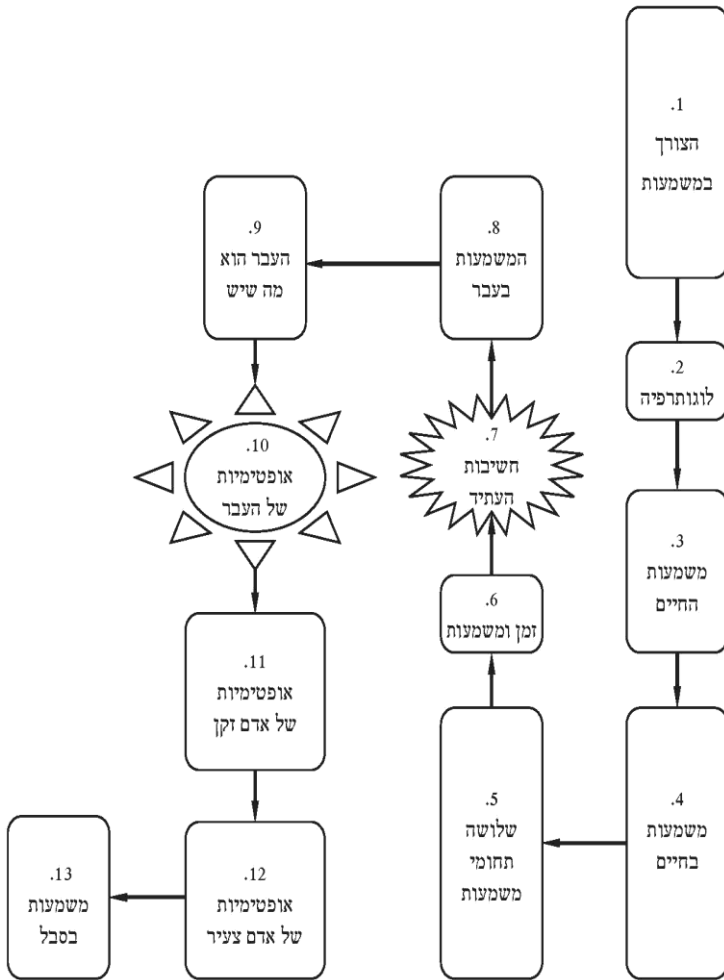 1.
הצורך
במשמעות
2.
לוגותרפיה
3.
משמעות
החיים
4.
משמעות
בחיים
5.
שלושה
תחומי
משמעות
6.
זמן ומשמעות
7.
חשיבות
העתיד
8.
המשמעות
בעבר
9.
העבר הוא
מה שיש
10.
אופטימיות
של העבר
11.
אופטימיות
של אדם זקן
12.
אופטימיות
של אדם צעיר
13.
משמעות
בסבל